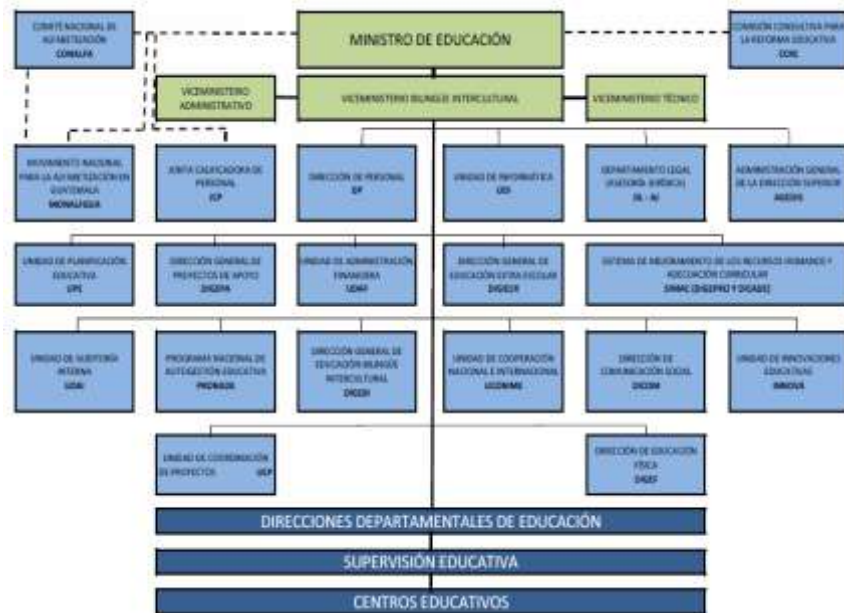 COMITÉ NACIONAL DE
ALFABETIZACIÓN
CONALFA
MINISTRO DE EDUCACIÓN
COMISIÓN CONSULTIVA PARA
LA REFORMA EDUCATIVA
VICEMINISTERIO
ADMINISTRATIVO
VICEMINISTERIO BILINGÜE INTERCULTURAL
VICEMINISTERIO TÉCNICO
MOVIMIENTO NACIONAL
PARA LA ALFABETIZACIÓN EN
GUATEMALA
MONALFGUA
JUNTA CALIFICADORA DE
PERSONAL
JCP
DIRECCIÓN DE PERSONAL
DP
UNIDAD DE INFORMÁTICA
DEPARTAMENTO LEGAL
(ASESORÍA JURÍDICA)
DL - AJ
ADMINISTRACIÓN GENERAL
DE LA DIRECCIÓN SUPERIOR
UNIDAD DE PLANIFICACIÓN
EDUCATIVA
UPE
DIRECCIÓN GENERAL DE
PROYECTOS DE APOYO
DIGEPA
UNIDAD DE ADMINISTRACIÓN
FINANCIERA
UDAF
DIRECCIÓN GENERAL DE
EDUCACIÓN EXTRA ESCOLAR
DIGEEX
SISTEMA DE MEJORAMIENTO DE LOS RECURSOS HUMANOS Y
ADECUACIÓN CURRICULAR
UNIDAD DE AUDITORÍA
INTERNA
UDAI
PROGRAMA NACIONAL DE
AUTOGESTIÓN EDUCATIVA
PRONADE
DIRECCIÓN GENERAL DE
EDUCACIÓN BILINGÜE
INTERCULTURAL
DIGEBI
UNIDAD DE COOPERACIÓN
NACIONAL E INTERNACIONAL
UCONIME
DIRECCIÓN DE
COMUNICACIÓN SOCIAL
DICOM
UNIDAD DE INNOVACIONES
EDUCATIVAS
INNOVA
UNIDAD DE COORDINACIÓN
DE PROYECTOS UCP
DIRECCIÓN DE EDUCACIÓN
FÍSICA
DIGEF
DIRECCIONES DEPARTAMENTALES DE EDUCACIÓN
SUPERVISIÓN EDUCATIVA
CENTROS EDUCATIVOS